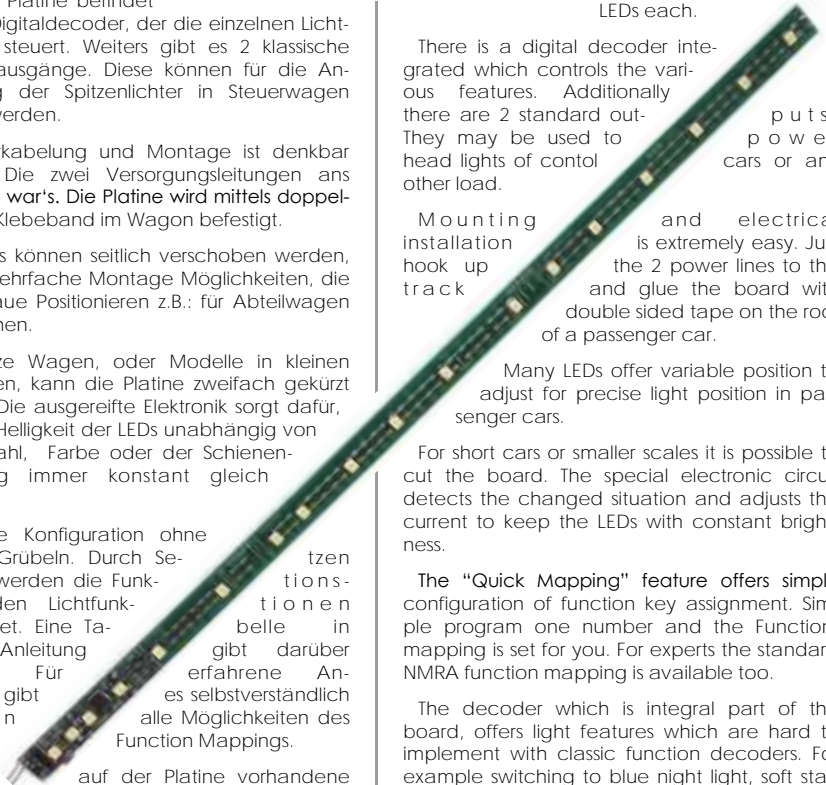 Platine befindet
Digitaldecoder, der die einzelnen Licht-
steuert. Weiters gibt es 2 klassische
ausgänge. Diese können für die An-
der Spitzenlichter in Steuerwagen
werden.
und Montage ist denkbar
Die zwei Versorgungsleitungen ans
war's. Die Platine wird mittels doppel-
Klebeband im Wagon befestigt.
können seitlich verschoben werden,
Montage Möglichkeiten, die
Positionieren z.B.: für Abteilwagen
Wagen, oder Modelle in kleinen
kann die Platine zweifach gekürzt
Die ausgereifte Elektronik sorgt dafür,
Helligkeit der LEDs unabhängig von
Farbe oder der Schienen-
immer konstant gleich
Konfiguration ohne
Grübeln. Durch Se- tzen
werden die Funk- tions-
den Lichtfunk- tionen
Eine Ta- belle in
Anleitung gibt darüber
Für erfahrene An-
gibt es selbstverständlich
alle Möglichkeiten des
Function Mappings.
auf der Platine vorhandene
LEDs each.
There is a digital decoder inte-
grated which controls the vari-
ous features. Additionally
there are 2 standard out- puts
They may be used to powe
head lights of contol cars or an
other load.
Mounting and electrica
installation is extremely easy. Ju
hook up the 2 power lines to th
track and glue the board wit
double sided tape on the roo
of a passenger car.
Many LEDs offer variable position t
adjust for precise light position in pa
senger cars.
For short cars or smaller scales it is possible t
cut the board. The special electronic circu
detects the changed situation and adjusts th
current to keep the LEDs with constant brigh
ness.
The “Quick Mapping” feature offers simpl
configuration of function key assignment. Sim
ple program one number and the Function
mapping is set for you. For experts the standar
NMRA function mapping is available too.
The decoder which is integral part of th
board, offers light features which are hard t
implement with classic function decoders. Fo
example switching to blue night light, soft sta